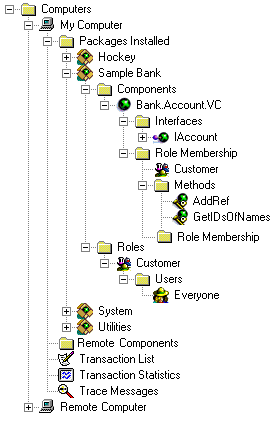 Computers
My Computer
Packages Installed
Hockey
Sample Bank
Components
Bank.Account.VC
Interfaces
IAccount
Role Membership
Customer
Methods
AddRef
GetIDsOfNames
Role Membership
Roles
Customer
Users
Everyone
System
Utilities
Remote Components
Transaction List
Transaction Statistics
Trace Messages
Remote Computer